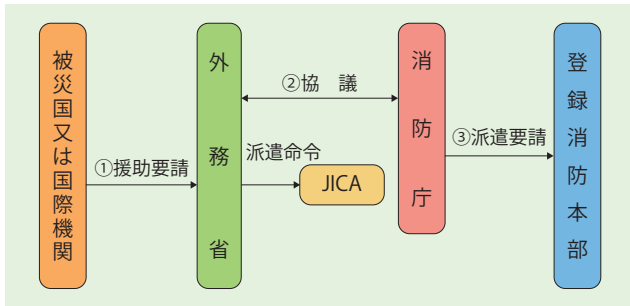 被災国又は国際機関
①援助要請
外務省
②協　議
派遣命令
JICA
消防庁
③派遣要請
登録消防本部